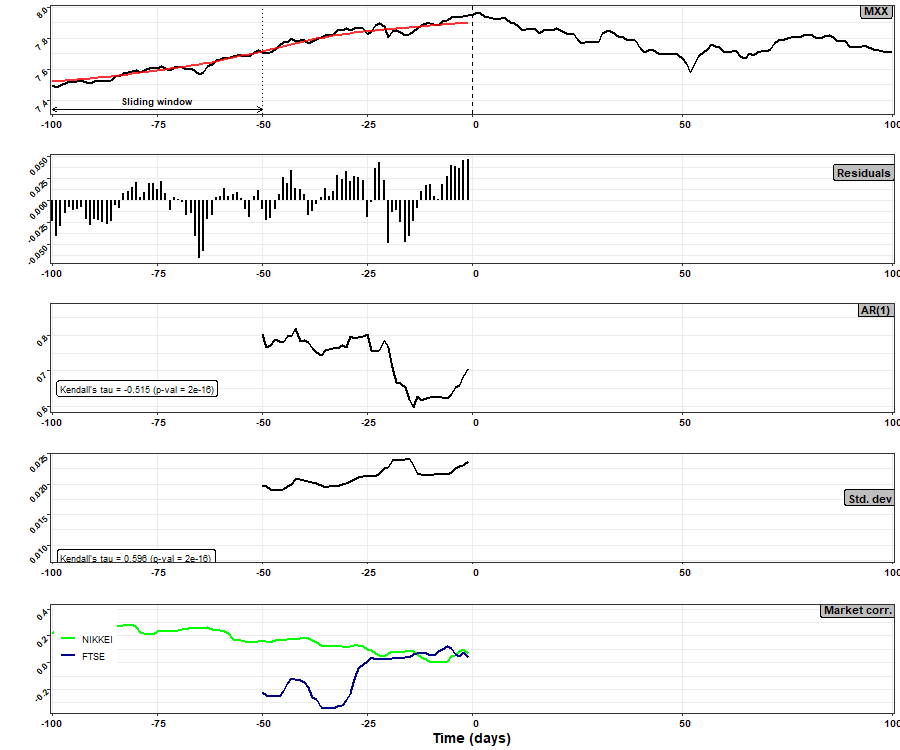 MXX
8.0
7.8
7.6
7.4
Sliding window
-100 -75 -50 -25 0 50 100
Residuals
0.050
0.025
0.000
-0.025
-0.050
-100 -75 -50 -25 0 50 100
AR(1)
0.8
07
0.6
Kendall's tau = -0.515 (p-val = 2e-16)
-100 -75 -50 -25 0 50 100
0.025
0.020
0.015
0.010
Std. dev
Kendall's tau = 0.596 (p-val = 2e-16)
-100 -75 -50 -25 0 50 100
Market corr.
0.4
0.2
0.0
-0.2
NIKKEI
FTSE
-100 -75 -50 -25 0 50 100
Time (days)